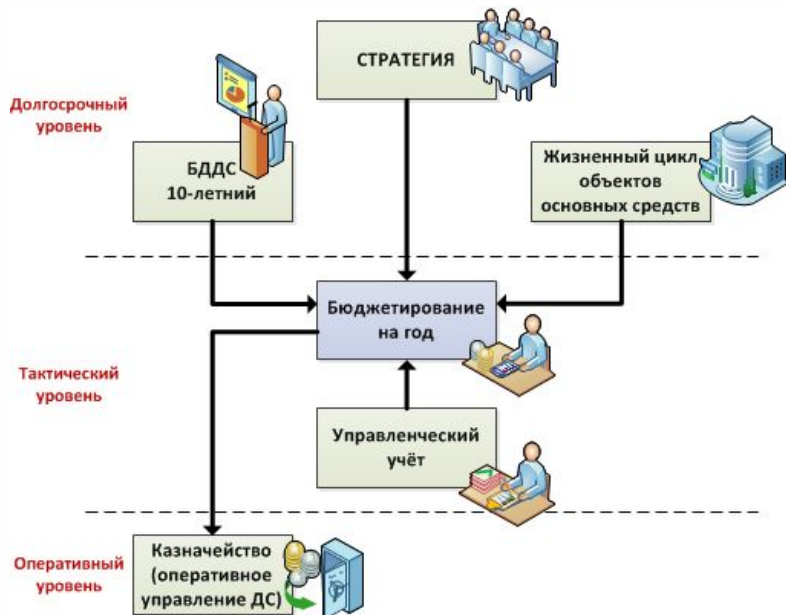 СТРАТЕГИЯ
Долгосрочный
уровень
БДДС
10-летний
Жизненный цикл
объектов
основных средств
Бюджетирование
на год
Тактический
уровень
Управленческий
учёт
Оперативный
уровень
Казначейство
(оперативное
управление ДС)